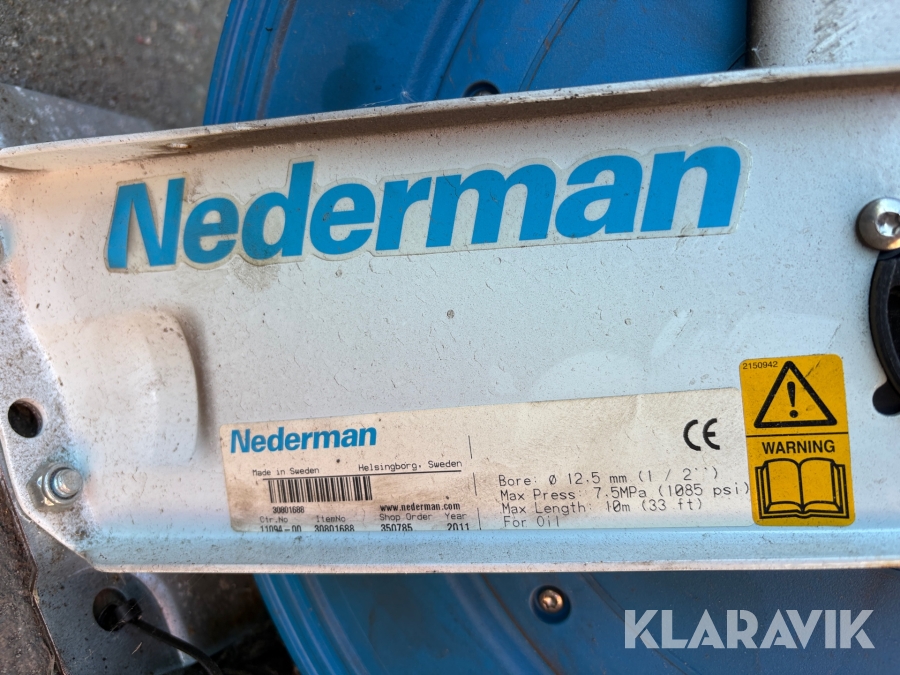 Nederman
Nederman
Made in Sweden Helsingborg, Sweden
30801688
www.nederman.com
Ctr.No ItemNo Shop Order Year
11094-00 30801688 350785 2011
CE
Bore: Ø 12.5 mm (1 / 2'')
Max Press: 7.5MPa (1085 psi)
Max Length: 10m (33 ft)
For Oil
2150942
WARNING
KLARAVIK